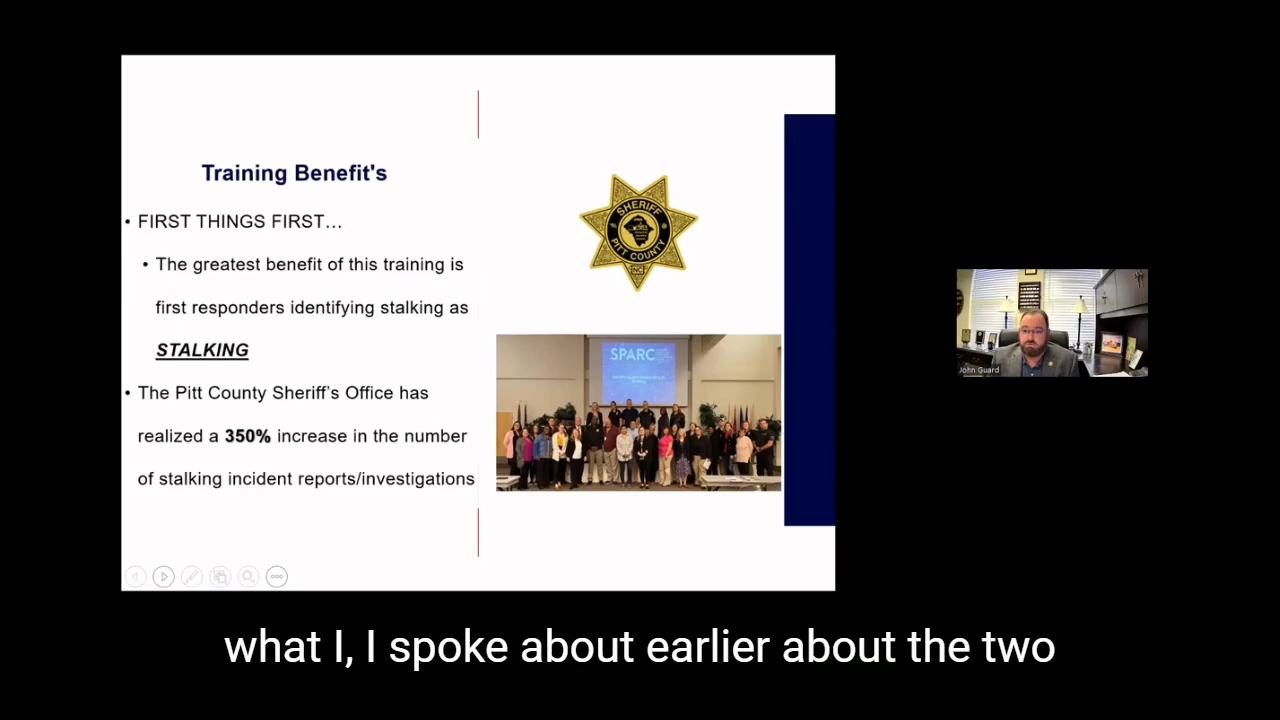 Training Benefit's
• FIRST THINGS FIRST…
• The greatest benefit of this training is
first responders identifying stalking as
STALKING
• The Pitt County Sheriff's Office has
realized a 350% increase in the number
of stalking incident reports/investigations
SHERIFF
PITT COUNTY
NC
SPARC
John Guard
what I, I spoke about earlier about the two